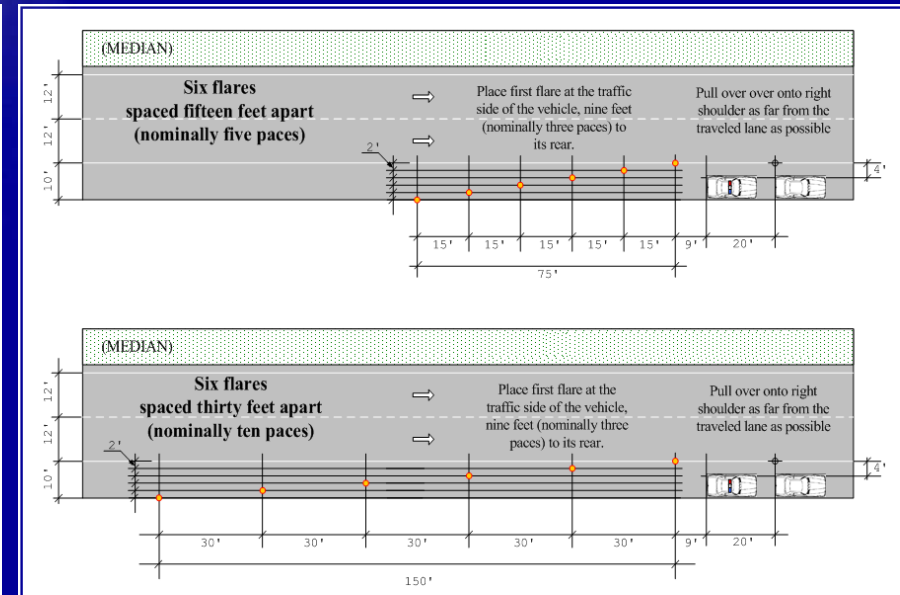 (MEDIAN)
Six flares
spaced fifteen feet apart
(nominally five paces)
Place first flare at the traffic
side of the vehicle, nine feet
(nominally three paces) to
its rear.
Pull over over onto right
shoulder as far from the
traveled lane as possible
12'
12'
10'
2'
4'
15'
15'
15'
15'
15'
9'
20'
75'
(MEDIAN)
Six flares
spaced thirty feet apart
(nominally ten paces)
Place first flare at the
traffic side of the vehicle,
nine feet (nominally three
paces) to its rear.
Pull over onto right
shoulder as far from the
traveled lane as possible
12'
12'
10'
2'
4'
30'
30'
30'
30'
30'
9'
20'
150'